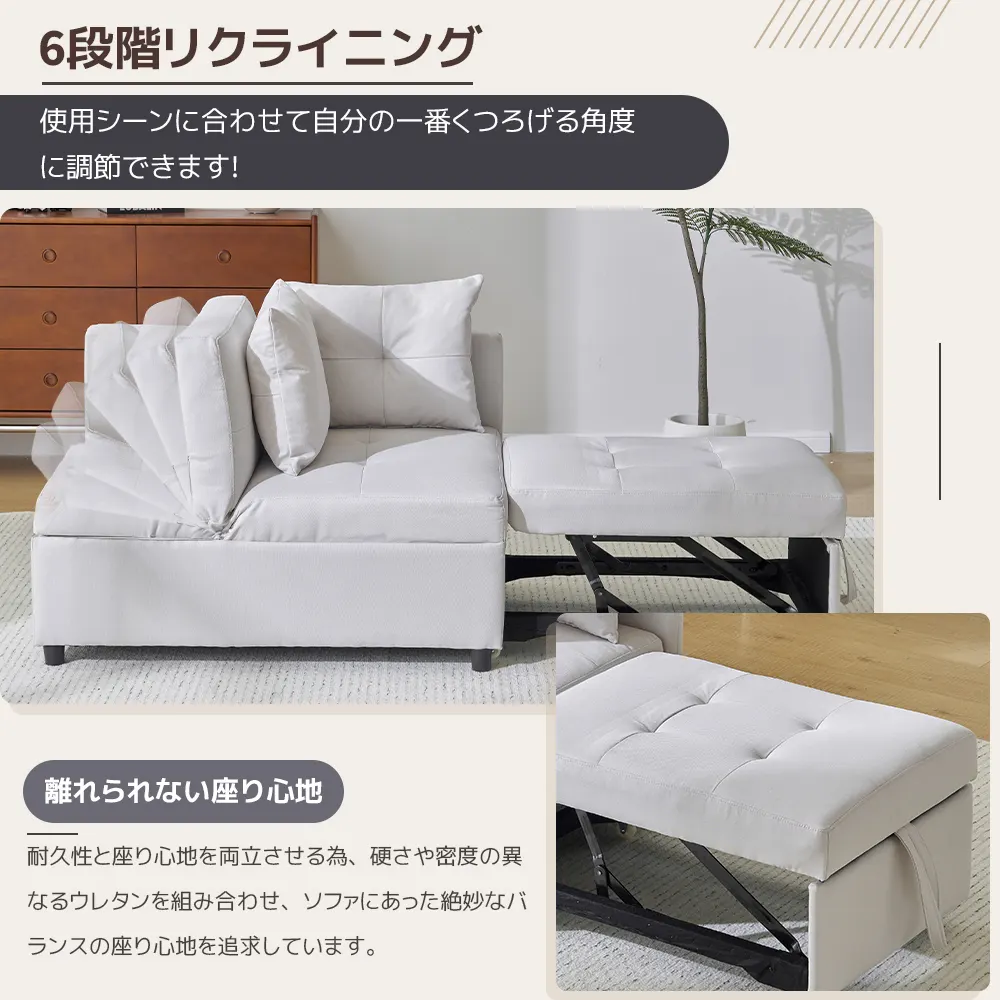 6段階リクライニング
使用シーンに合わせて自分の一番くつろげる角度
に調節できます!
離れられない座り心地
耐久性と座り心地を両立させる為、硬さや密度の異
なるウレタンを組み合わせ、ソファにあった絶妙なバ
ランスの座り心地を追求しています。